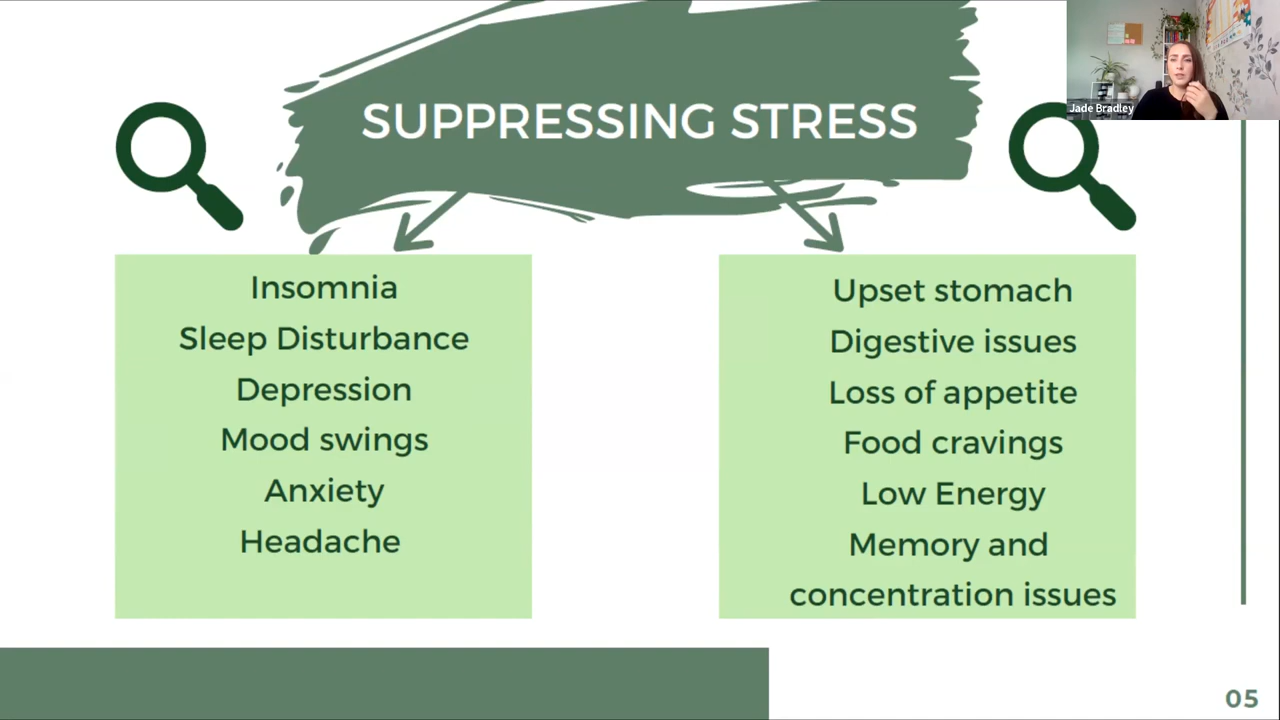 SUPPRESSING STRESS
Jade Bradley
Insomnia
Sleep Disturbance
Depression
Mood swings
Anxiety
Headache
Upset stomach
Digestive issues
Loss of appetite
Food cravings
Low Energy
Memory and
concentration issues
05